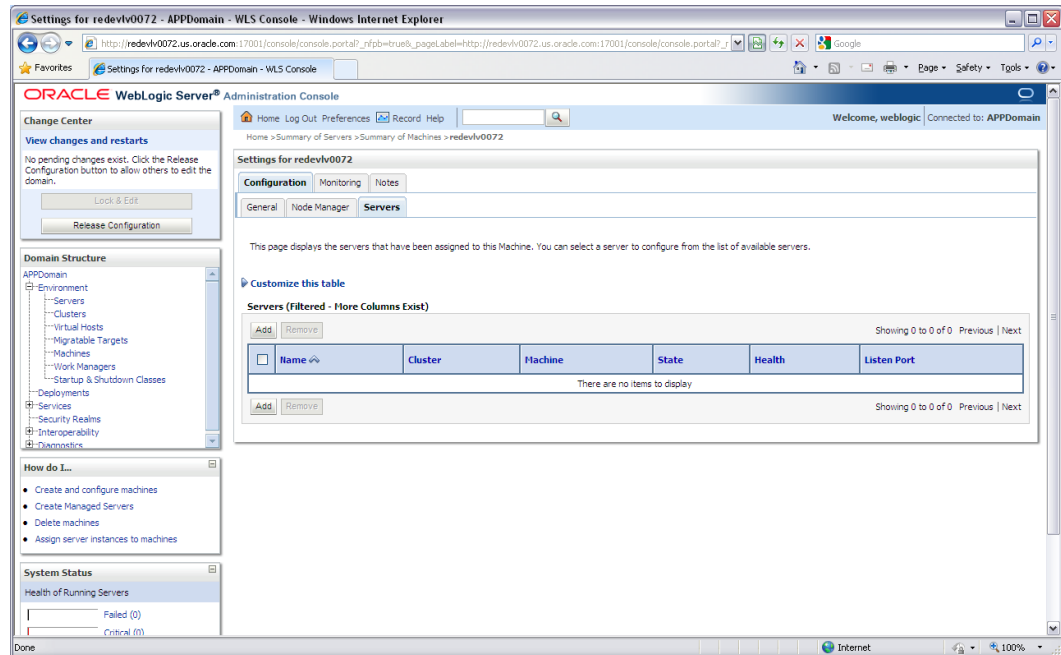 Settings for redevlv0072 - APPDomain - WLS Console - Windows Internet Explorer
http://redevlv0072.us.oracle.com:17001/console/console.portal?_nfpb=true&_pageLabel=http://redevlv0072.us.oracle.com:17001/console/console.portal?_r
Google
Favorites
Settings for redevlv0072 - APPDomain - WLS Console
Page
Safety
Tools
ORACLE WebLogic Server® Administration Console
Change Center
View changes and restarts
No pending changes exist. Click the Release
Configuration button to allow others to edit the
domain.
Lock & Edit
Release Configuration
Domain Structure
APPDomain
Environment
Servers
Clusters
Virtual Hosts
Migratable Targets
Machines
Work Managers
Startup & Shutdown Classes
Deployments
Services
Security Realms
Interoperability
Diagnostics
How do I...
Create and configure machines
Create Managed Servers
Delete machines
Assign server instances to machines
System Status
Health of Running Servers
Failed (0)
Critical (0)
Home Log Out Preferences Record Help
Welcome, weblogic Connected to: APPDomain
Home >Summary of Servers >Summary of Machines >redevlv0072
Settings for redevlv0072
Configuration Monitoring Notes
General Node Manager Servers
This page displays the servers that have been assigned to this Machine. You can select a server to configure from the list of available servers.
Customize this table
Servers (Filtered - More Columns Exist)
Add Remove Showing 0 to 0 of 0 Previous | Next
Name Cluster Machine State Health Listen Port
There are no items to display
Add Remove Showing 0 to 0 of 0 Previous | Next
Done Internet 100%